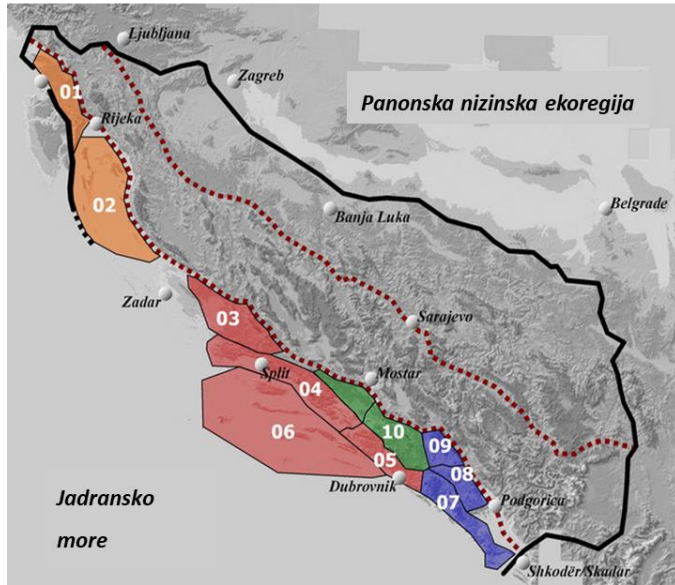 Ljubljana
Zagreb
Panonska nizinska ekoregija
01
Rijeka
02
Banja Luka
Belgrade
Zadar
03
Sarajevo
Split
04
Mostar
06
10
09
05
08
Dubrovnik
07
Podgorica
Jadransko
more
Shkodër/Skadar